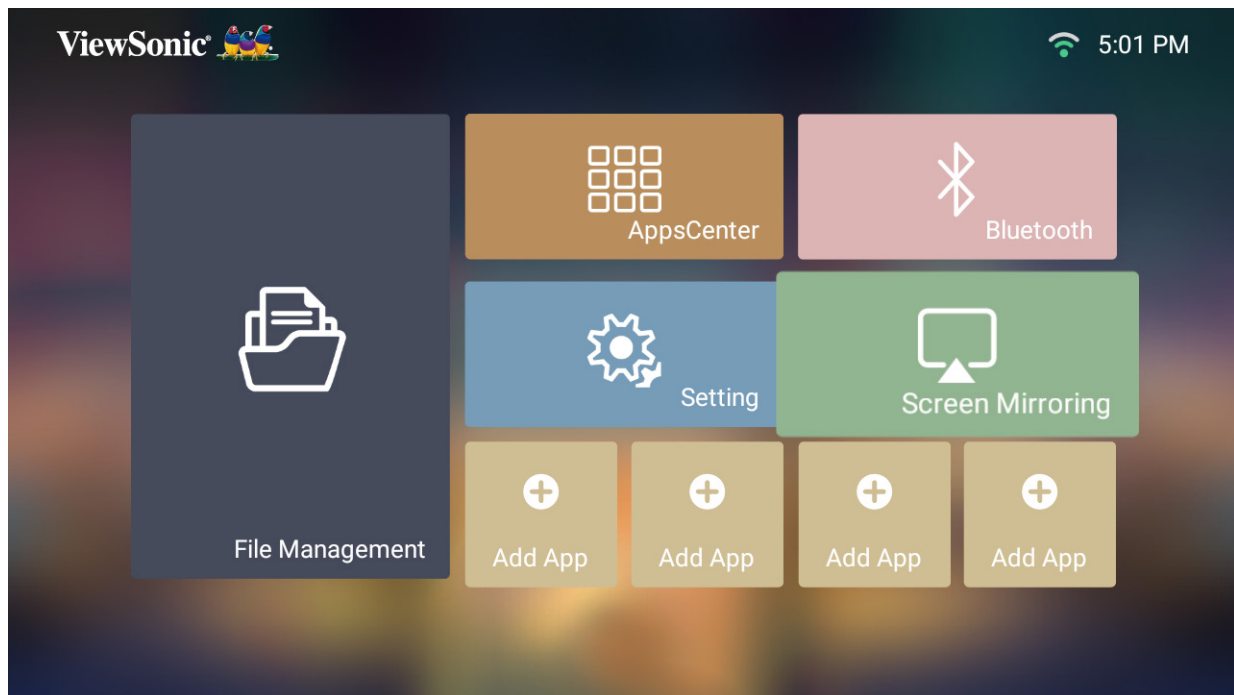 ViewSonic®
5:01 PM
AppsCenter
Bluetooth
Setting
Screen Mirroring
File Management
Add App
Add App
Add App
Add App